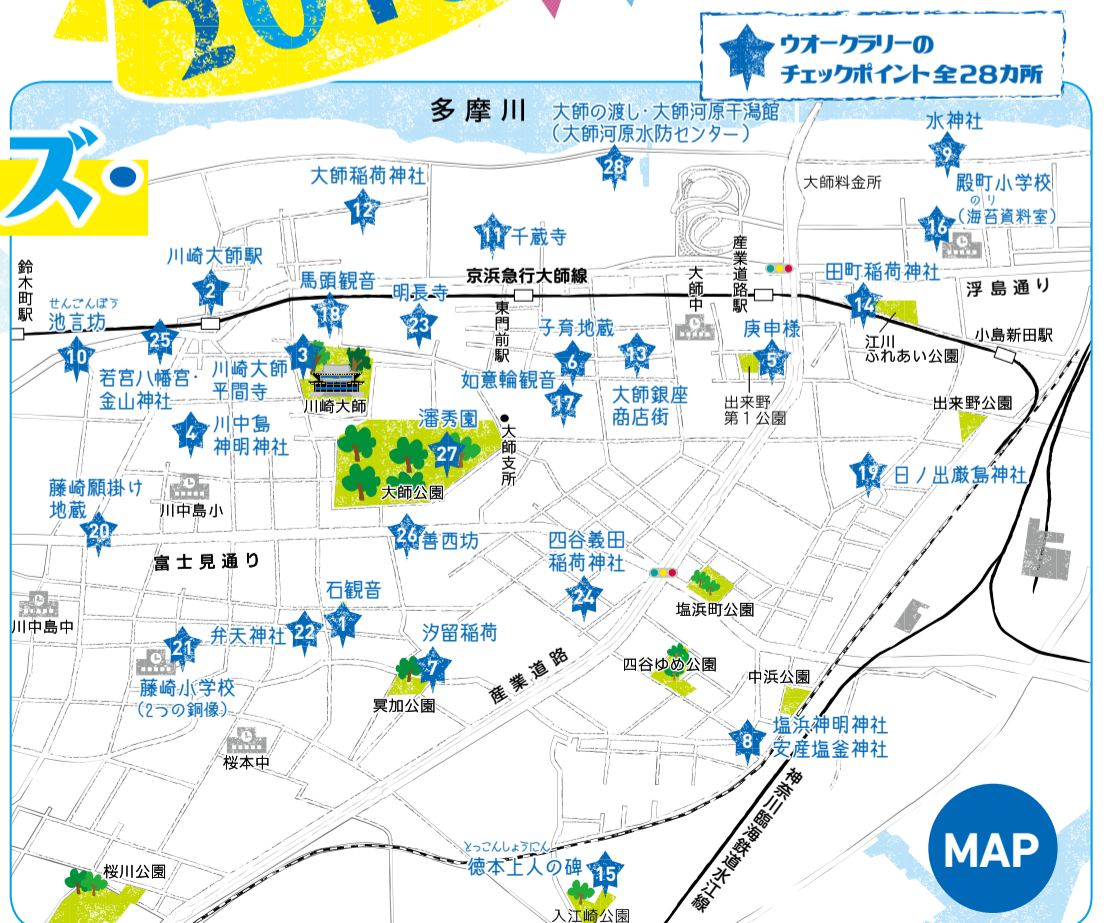 ウオークラリーの
チェックポイント全28カ所
ズ・
多摩川
大師の渡し・大師河原干潟館
（大師河原水防センター）
28
水神社
9
大師稲荷神社
12
大師料金所
殿町小学校
のり
（海苔資料室）
16
11
千蔵寺
川崎大師駅
2
鈴木町駅
馬頭観音
18
明長寺
23
京浜急行大師線
東門前駅
大師中
産業道路駅
田町稲荷神社
14
浮島通り
江川
ふれあい公園
小島新田駅
せんごんぼう
池言坊
10
25
若宮八幡宮・
金山神社
3
川崎大師
平間寺
川崎大師
子育地蔵
6
13
大師銀座
商店街
庚申様
5
如意輪観音
17
出来野
第1公園
出来野公園
4
川中島
神明神社
瀋秀園
27
大師公園
大師支所
19
日ノ出厳島神社
藤崎願掛け
地蔵
20
川中島小
富士見通り
26
善西坊
四谷義田
稲荷神社
24
塩浜町公園
川中島中
石観音
1
弁天神社
22
21
藤崎小学校
（2つの銅像）
汐留稲荷
7
冥加公園
産業道路
四谷ゆめ公園
中浜公園
8
塩浜神明神社
安産塩釜神社
桜本中
神奈川臨海鉄道水江線
とっこんしょうにん
徳本上人の碑
15
入江崎公園
桜川公園
MAP